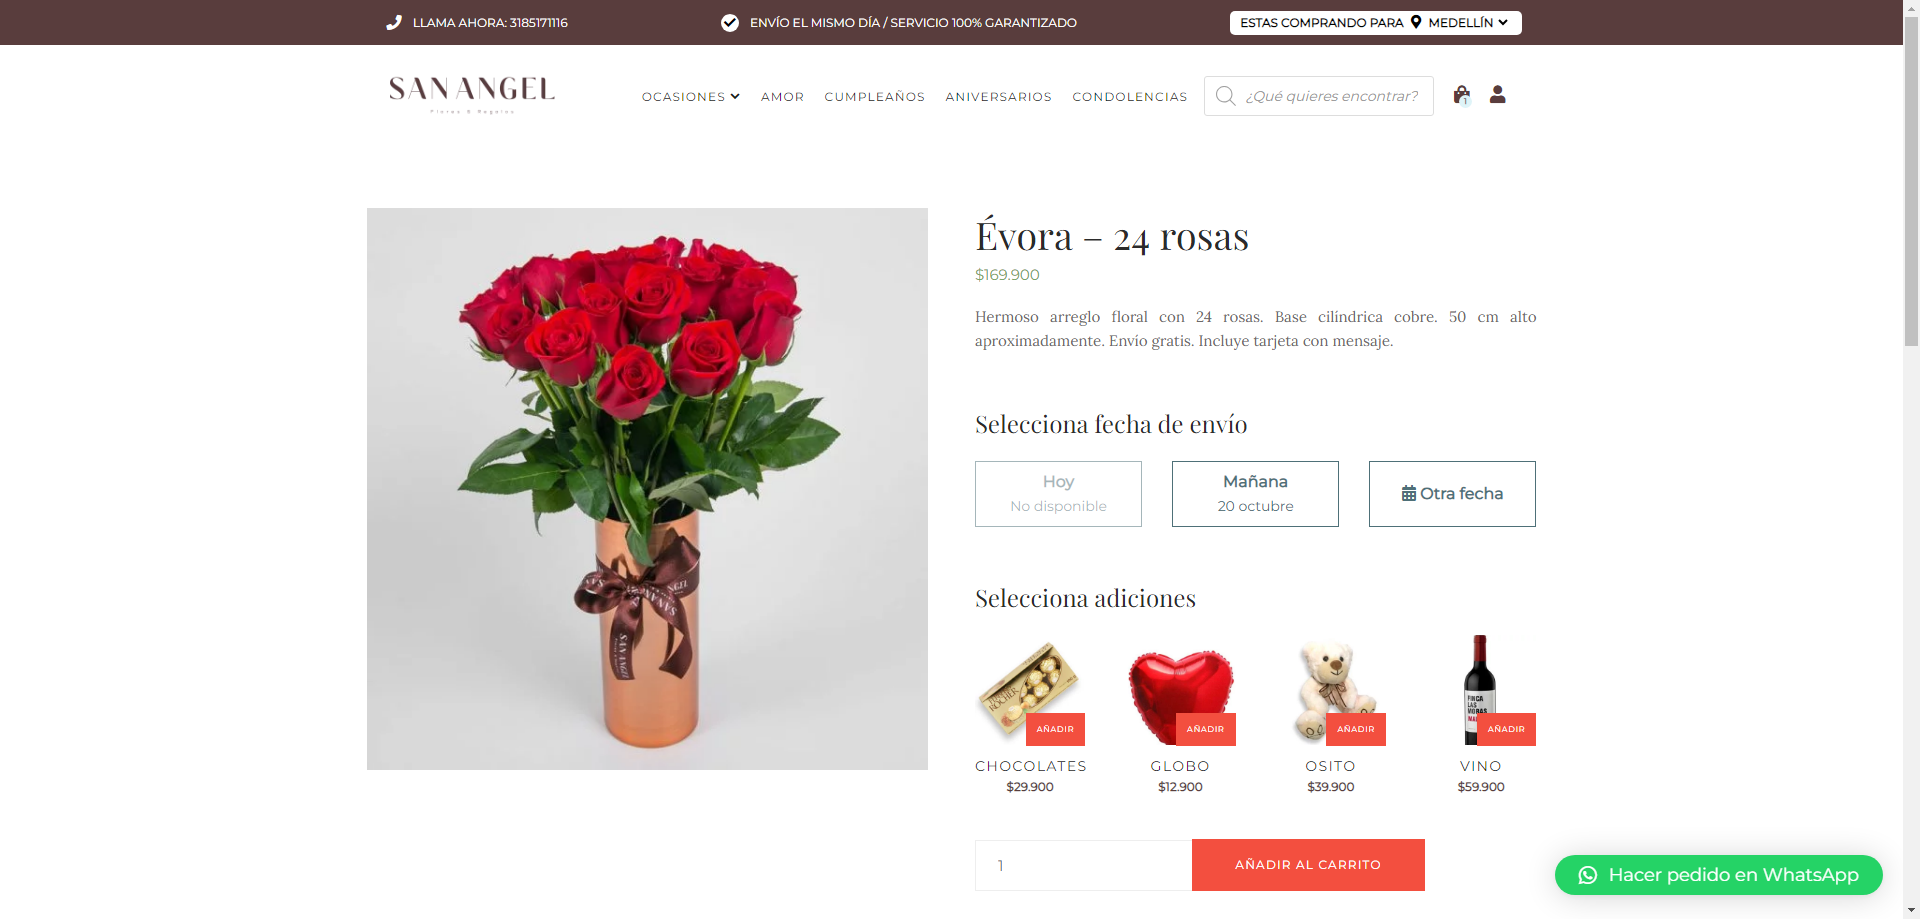 LLAMA AHORA: 3185171116
ENVÍO EL MISMO DÍA / SERVICIO 100% GARANTIZADO
ESTAS COMPRANDO PARA MEDELLÍN
SAN ANGEL
Flores & Regalos
OCASIONES
AMOR
CUMPLEAÑOS
ANIVERSARIOS
CONDOLENCIAS
¿Qué quieres encontrar?
1
Évora – 24 rosas
$169.900
Hermoso arreglo floral con 24 rosas. Base cilíndrica cobre. 50 cm alto
aproximadamente. Envío gratis. Incluye tarjeta con mensaje.
Selecciona fecha de envío
Hoy
No disponible
Mañana
20 octubre
Otra fecha
Selecciona adiciones
AÑADIR
AÑADIR
AÑADIR
FINCA
LAS
MORAS
AÑADIR
CHOCOLATES
$29.900
GLOBO
$12.900
OSITO
$39.900
VINO
$59.900
1
AÑADIR AL CARRITO
Hacer pedido en WhatsApp
SAN ANGEL